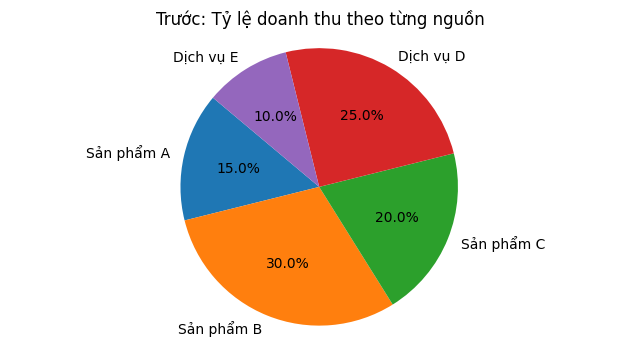 Trước: Tỷ lệ doanh thu theo từng nguồn
Dịch vụ E
Dịch vụ D
10.0%
25.0%
Sản phẩm A
15.0%
20.0%
Sản phẩm C
30.0%
Sản phẩm B